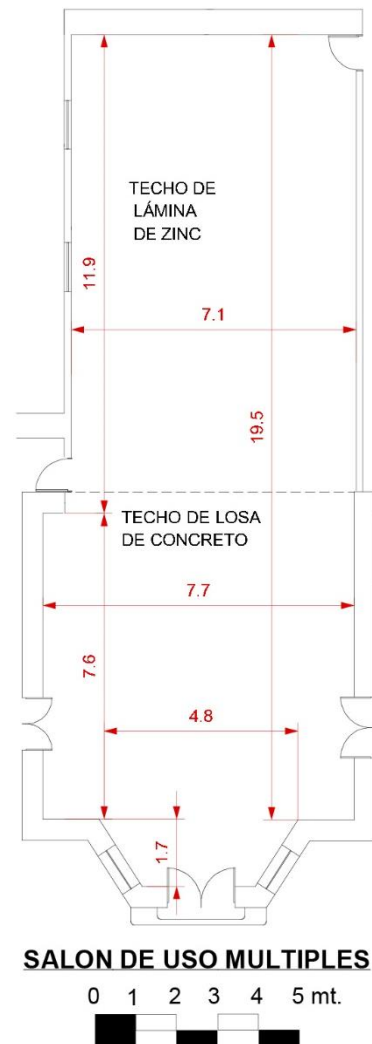 TECHO DE
LÁMINA
DE ZINC
11.9
7.1
19.5
TECHO DE LOSA
DE CONCRETO
7.7
7.6
4.8
1.7
SALON DE USO MULTIPLES
0 1 2 3 4 5 mt.